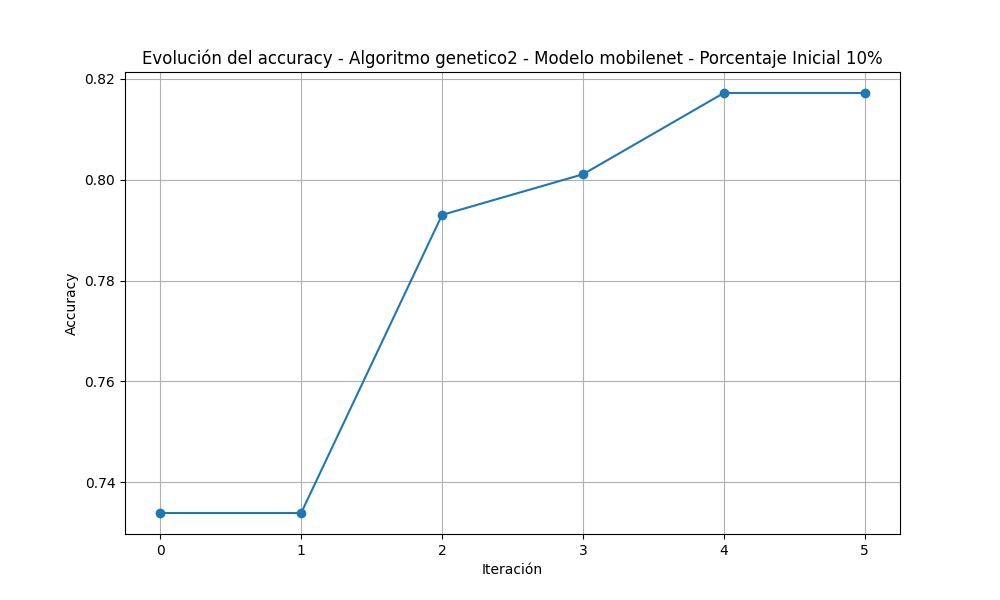 Evolución del accuracy - Algoritmo genetico2 - Modelo mobilenet - Porcentaje Inicial 10%
0.82
0.80
0.78
0.76
0.74
Accuracy
0 1 2 3 4 5
Iteración